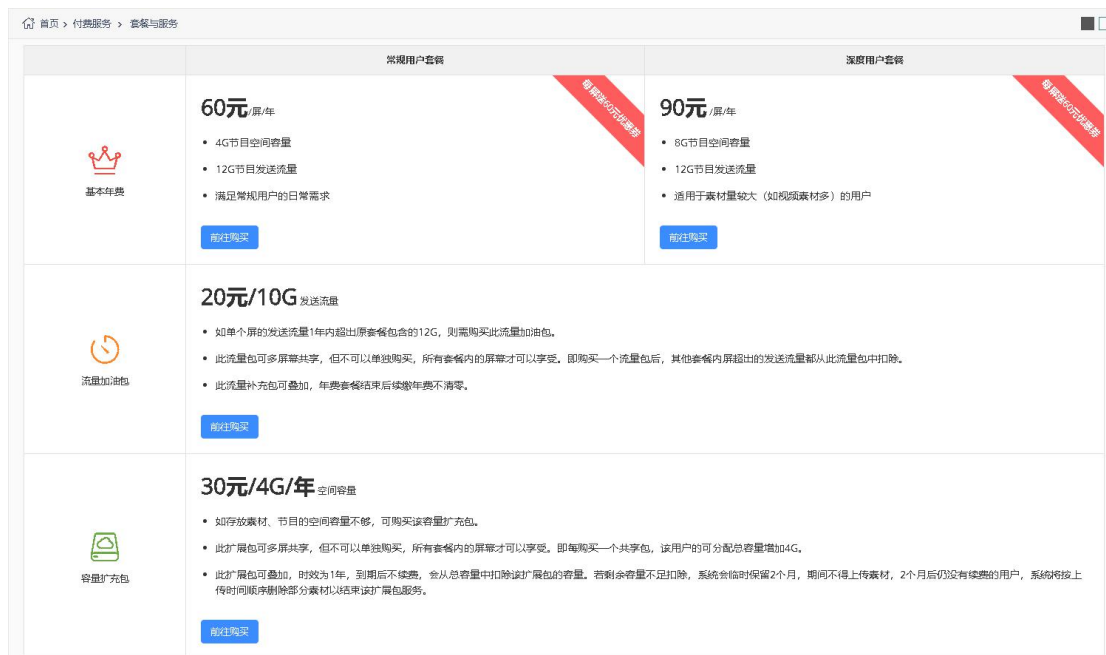 首页 > 付费服务 > 套餐与服务
常规用户套餐
深度用户套餐
基本年费
60元/屏/年
每屏送60元优惠券
• 4G节目空间容量
• 12G节目发送流量
• 满足常规用户的日常需求
前往购买
90元/屏/年
每屏送60元优惠券
• 8G节目空间容量
• 12G节目发送流量
• 适用于素材量较大（如视频素材多）的用户
前往购买
流量加油包
20元/10G 发送流量
• 如单个屏的发送流量1年内超出原套餐包含的12G，则需购买此流量加油包。
• 此流量包可多屏幕共享，但不可以单独购买，所有套餐内的屏幕才可以享受。即购买一个流量包后，其他套餐内屏超出的发送流量都从此流量包中扣除。
• 此流量补充包可叠加，年费套餐结束后续缴年费不清零。
前往购买
容量扩充包
30元/4G/年 空间容量
• 如存放素材、节目的空间容量不够，可购买该容量扩充包。
• 此扩展包可多屏共享，但不可以单独购买，所有套餐内的屏幕才可以享受。即每购买一个共享包，该用户的可分配总容量增加4G。
• 此扩展包可叠加，时效为1年，到期后不续费，会从总容量中扣除该扩展包的容量。若剩余容量不足扣除，系统会临时保留2个月，期间不得上传素材，2个月后仍没有续费的用户，系统将按上
传时间顺序删除部分素材以结束该扩展包服务。
前往购买